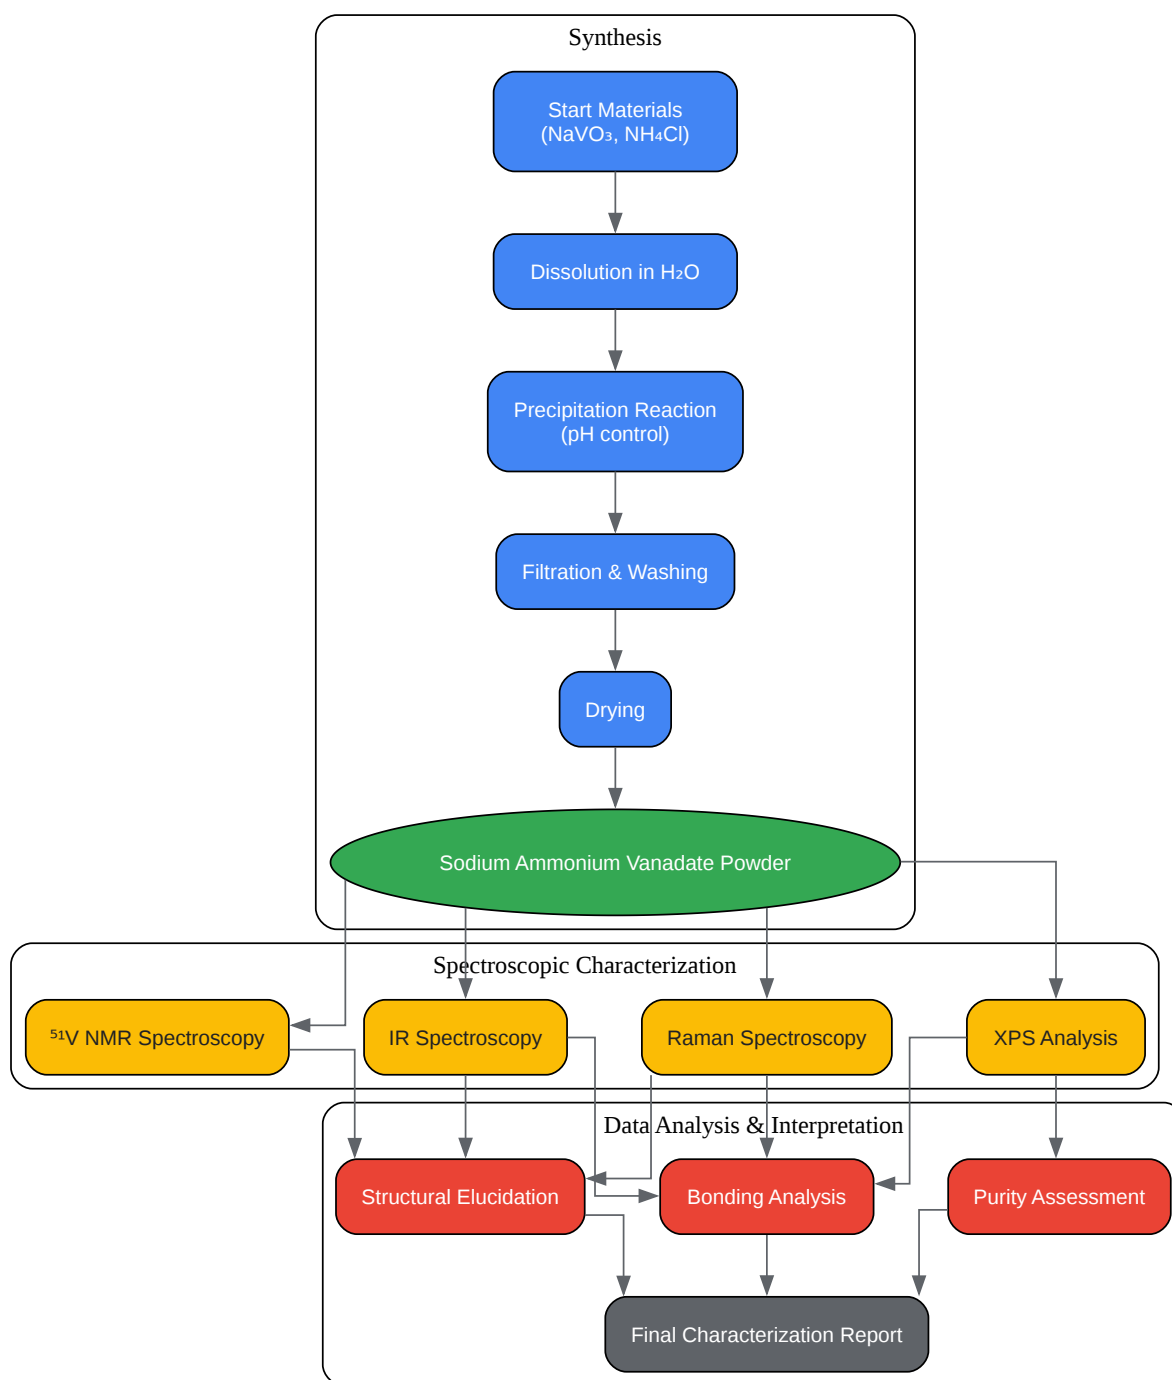 Synthesis
Start Materials
(NaVO₃, NH₄Cl)
Dissolution in H₂O
Precipitation Reaction
(pH control)
Filtration & Washing
Drying
Sodium Ammonium Vanadate Powder
Spectroscopic Characterization
⁵¹V NMR Spectroscopy
IR Spectroscopy
Raman Spectroscopy
XPS Analysis
Data Analysis & Interpretation
Structural Elucidation
Bonding Analysis
Purity Assessment
Final Characterization Report